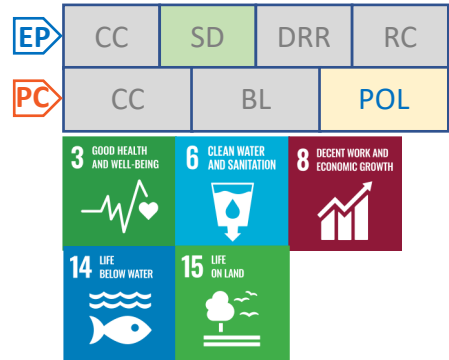 EP CC SD DRR RC
PC CC BL POL
3 GOOD HEALTH
AND WELL-BEING
6 CLEAN WATER
AND SANITATION
8 DECENT WORK AND
ECONOMIC GROWTH
14 LIFE
BELOW WATER
15 LIFE
ON LAND